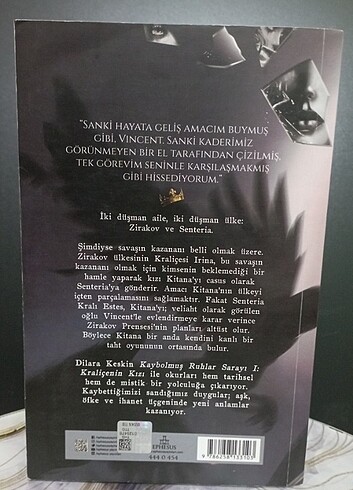 "SANKİ HAYATA GELİŞ AMACIM BUYMUŞ
GİBİ, VINCENT. SANKİ KADERİMİZ
GÖRÜNMEYEN BİR EL TARAFINDAN ÇİZİLMİŞ,
TEK GÖREVİM SENİNLE KARŞILAŞMAKMIŞ
GİBİ HİSSEDİYORUM."
İki düşman aile, iki düşman ülke:
Zirakov ve Senteria.
Şimdiyse savaşın kazananı belli olmak üzere.
Zirakov ülkesinin Kraliçesi Irina, bu savaşın
kazananı olmak için kimsenin beklemediği bir
hamle yaparak kızı Kitana'yı casus olarak
Senteria'ya gönderir. Amacı Kitana'nın ülkeyi
içten parçalamasını sağlamaktır. Fakat Senteria
Kralı Estes, Kitana'yı; veliaht olarak görülen
oğlu Vincent'le evlendirmeye karar verince
Zirakov Prensesi'nin planları altüst olur.
Böylece Kitana bir anda kendini kanlı bir
taht oyununun ortasında bulur.
Dilara Keskin Kaybolmuş Ruhlar Sarayı I:
Kraliçenin Kızı ile okurları hem tarihsel
hem de mistik bir yolculuğa çıkarıyor.
Kaybettiğimizi sandığımız duygular; aşk,
öfke ve ihanet üçgeninde yeni anlamlar
kazanıyor.
EPHESUS
444 0 454